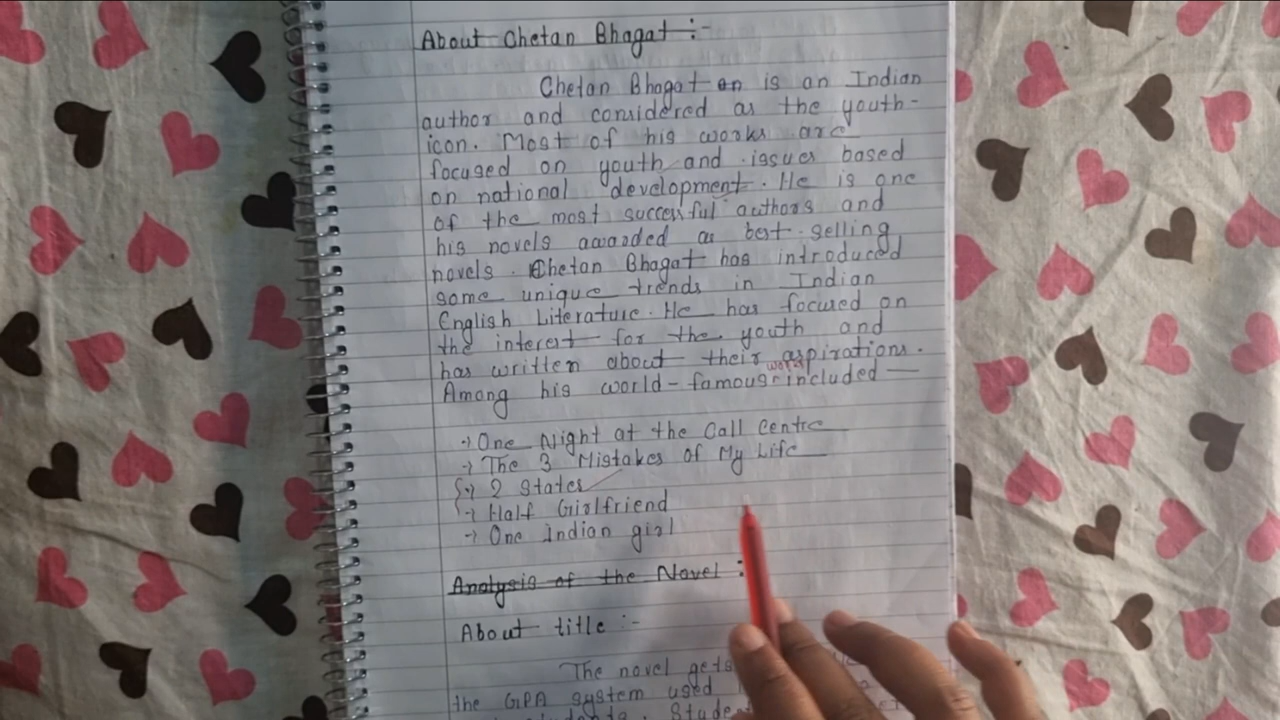 About Chetan Bhagat :-
Chetan Bhagat is an Indian
author and considered as the youth-
icon. Most of his works are
focused on youth and issues based
on national development. He is one
of the most successful authors and
his novels awarded as best-selling
novels. Chetan Bhagat has introduced
some unique trends in Indian
English Literature. He has focused on
the interest for the youth and
has written about their aspirations.
works
Among his world-famous included —
→ One Night at the Call Centre
→ The 3 Mistakes of My Life
→ 2 States
→ Half Girlfriend
→ One Indian girl
Analysis of the Novel :
About title :-
The novel gets
the GPA system used
Stude